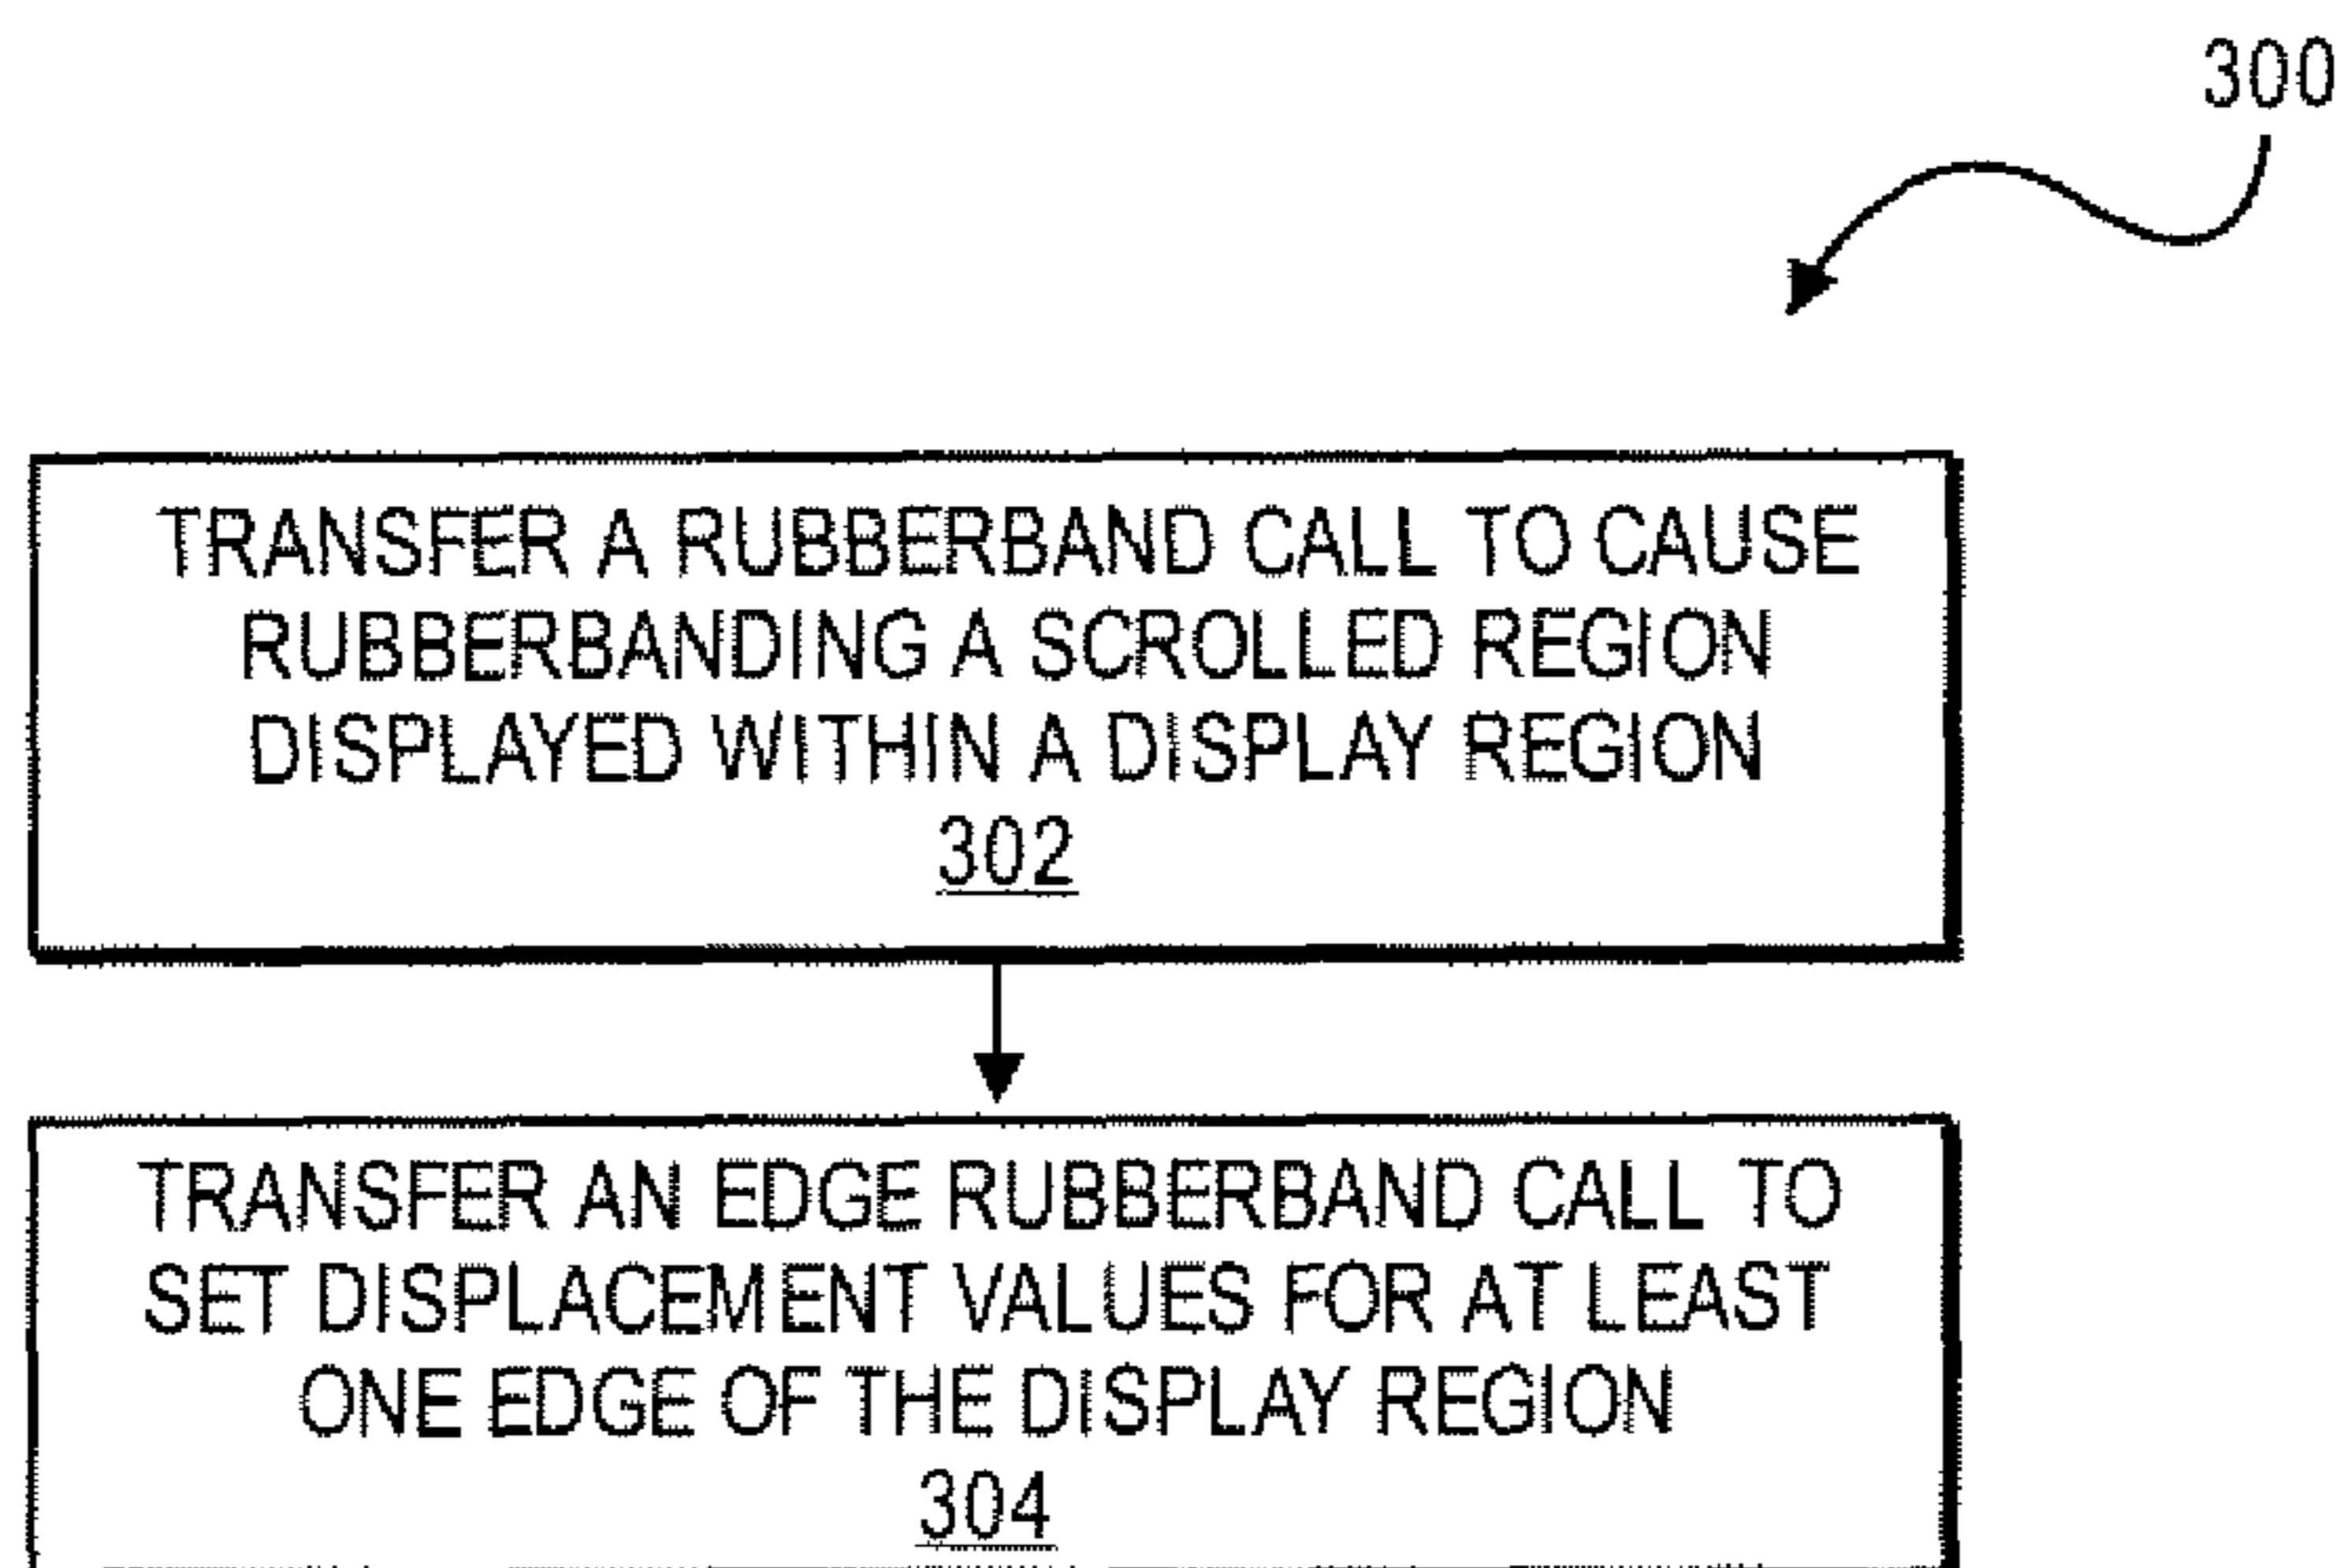 300
TRANSFER A RUBBERBAND CALL TO CAUSE
RUBBERBANDING A SCROLLED REGION
DISPLAYED WITHIN A DISPLAY REGION
302
TRANSFER AN EDGE RUBBERBAND CALL TO
SET DISPLACEMENT VALUES FOR AT LEAST
ONE EDGE OF THE DISPLAY REGION
304